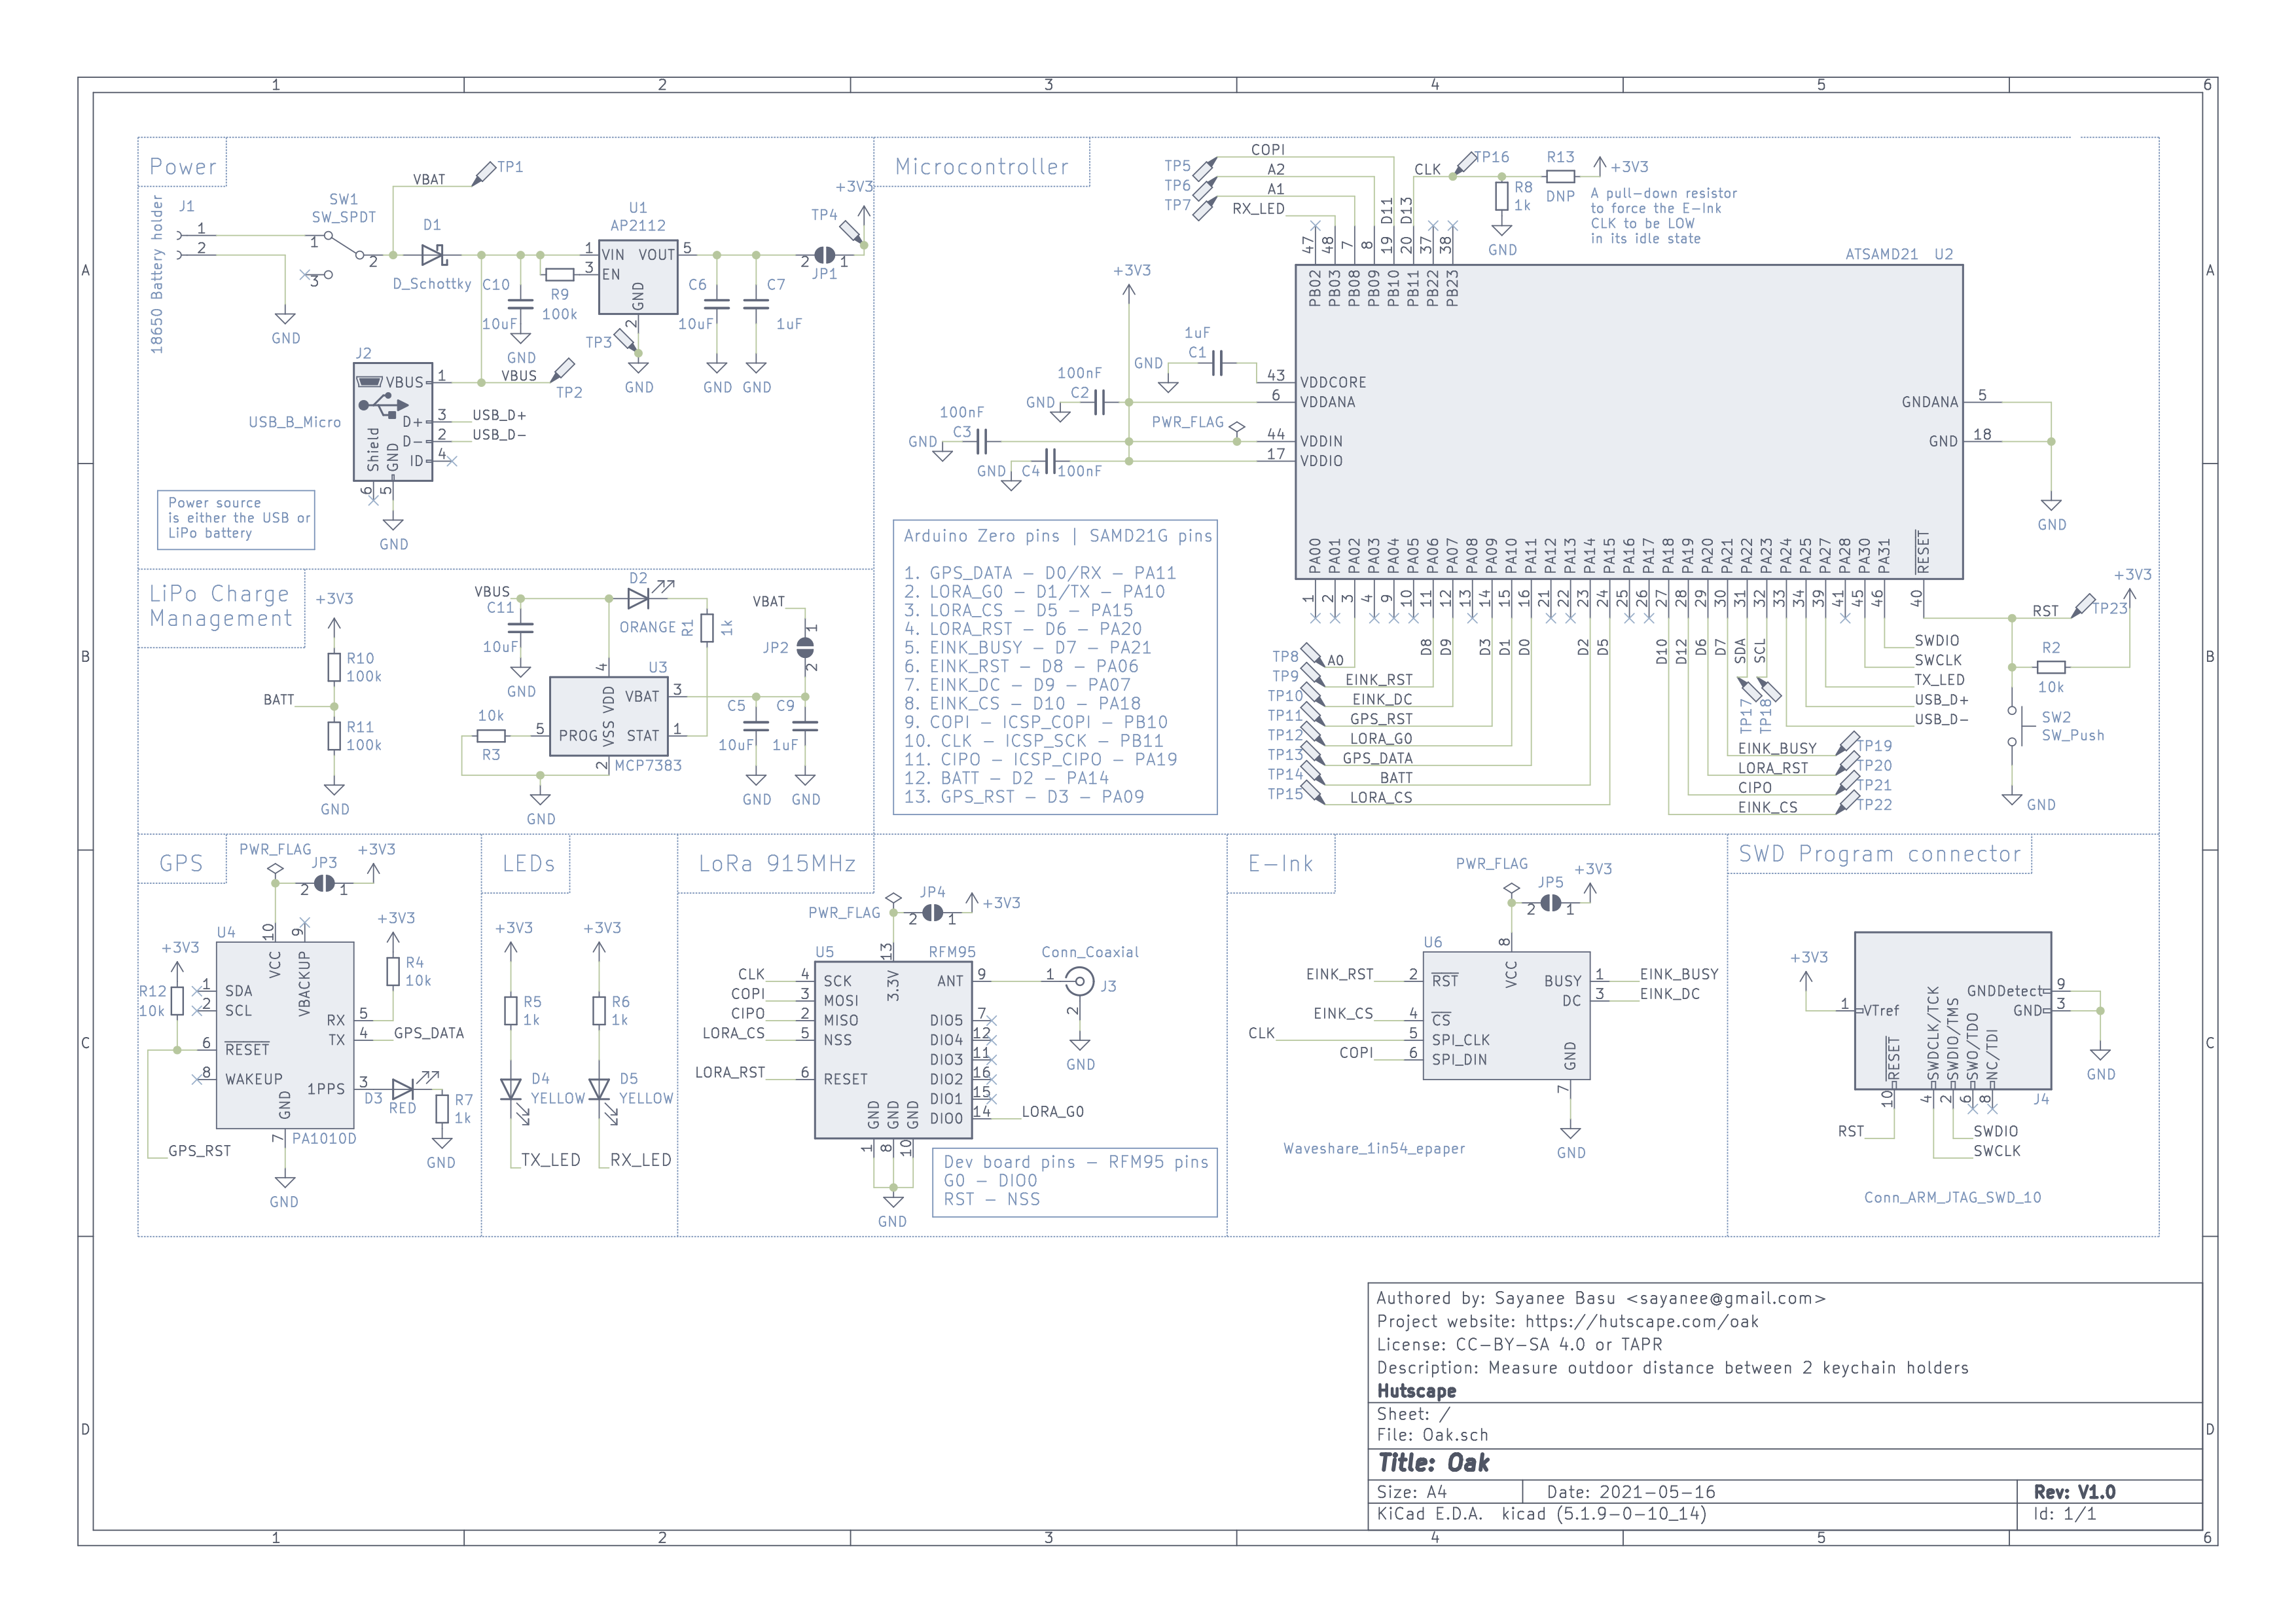 1 2 3 4 5 6
A
B
C
D
Power
18650 Battery holder
J1
1
2
SW1
SW_SPDT
1
2
3
VBAT
TP1
D1
D_Schottky
C10
10uF
GND
R9
100k
U1
AP2112
VIN
VOUT
EN
GND
1
5
3
2
TP3
GND
C6
10uF
GND
C7
1uF
GND
2 JP1 1
TP4
+3V3
GND
J2
USB_B_Micro
VBUS
D+
D-
ID
Shield
GND
1
3
2
4
6
5
VBUS
TP2
USB_D+
USB_D-
GND
Power source
is either the USB or
LiPo battery
LiPo Charge
Management
+3V3
R10
100k
BATT
R11
100k
GND
VBUS
C11
10uF
GND
D2
ORANGE
R1
1k
U3
MCP7383
VDD
VBAT
PROG
VSS
STAT
4
3
5
1
2
10k
R3
GND
VBAT
JP2
1
2
C5
10uF
GND
C9
1uF
GND
Microcontroller
TP5
TP6
TP7
COPI
A2
A1
RX_LED
D11
D13
CLK
TP16
R13
DNP
+3V3
R8
1k
GND
A pull-down resistor
to force the E-Ink
CLK to be LOW
in its idle state
47 48 7 8 19 20 37 38
PB02 PB03 PB08 PB09 PB10 PB11 PB22 PB23
ATSAMD21 U2
+3V3
1uF
C1
GND
100nF
C2
GND
100nF
C3
GND
PWR_FLAG
GND
C4
100nF
43 VDDCORE
6 VDDANA
44 VDDIN
17 VDDIO
GNDANA 5
GND 18
GND
PA00 PA01 PA02 PA03 PA04 PA05 PA06 PA07 PA08 PA09 PA10 PA11 PA12 PA13 PA14 PA15 PA16 PA17 PA18 PA19 PA20 PA21 PA22 PA23 PA24 PA25 PA27 PA28 PA30 PA31 RESET
1 2 3 4 9 10 11 12 13 14 15 16 21 22 23 24 25 26 27 28 29 30 31 32 33 34 39 41 45 46 40
D8 D9 D3 D1 D0 D2 D5 D10 D12 D6 D7 SDA SCL
TP8 A0
TP9 EINK_RST
TP10 EINK_DC
TP11 GPS_RST
TP12 LORA_G0
TP13 GPS_DATA
TP14 BATT
TP15 LORA_CS
TP17
TP18
EINK_BUSY TP19
LORA_RST TP20
CIPO TP21
EINK_CS TP22
SWDIO
SWCLK
TX_LED
USB_D+
USB_D-
RST
TP23
+3V3
R2
10k
SW2
SW_Push
GND
Arduino Zero pins | SAMD21G pins
1. GPS_DATA - D0/RX - PA11
2. LORA_G0 - D1/TX - PA10
3. LORA_CS - D5 - PA15
4. LORA_RST - D6 - PA20
5. EINK_BUSY - D7 - PA21
6. EINK_RST - D8 - PA06
7. EINK_DC - D9 - PA07
8. EINK_CS - D10 - PA18
9. COPI - ICSP_COPI - PB10
10. CLK - ICSP_SCK - PB11
11. CIPO - ICSP_CIPO - PA19
12. BATT - D2 - PA14
13. GPS_RST - D3 - PA09
GPS
PWR_FLAG
JP3
2 1
+3V3
U4
10
9
VCC
VBACKUP
+3V3
R12
10k
+3V3
R4
10k
1 SDA
2 SCL
6 RESET
8 WAKEUP
RX 5
TX 4
1PPS 3
GND
7
GPS_DATA
D3
RED
R7
1k
GND
PA1010D
GPS_RST
GND
LEDs
+3V3
R5
1k
D4
YELLOW
TX_LED
+3V3
R6
1k
D5
YELLOW
RX_LED
LoRa 915MHz
PWR_FLAG
JP4
2 1
+3V3
U5
RFM95
13
3.3V
CLK 4 SCK
COPI 3 MOSI
CIPO 2 MISO
LORA_CS 5 NSS
LORA_RST 6 RESET
ANT 9
DIO5 7
DIO4 12
DIO3 11
DIO2 16
DIO1 15
DIO0 14
LORA_G0
GND GND GND
1 8 10
GND
Conn_Coaxial
1
J3
2
GND
Dev board pins - RFM95 pins
G0 - DIO0
RST - NSS
E-Ink
PWR_FLAG
JP5
2 1
+3V3
U6
8
VCC
EINK_RST 2 RST
EINK_CS 4 CS
CLK 5 SPI_CLK
COPI 6 SPI_DIN
BUSY 1 EINK_BUSY
DC 3 EINK_DC
GND
7
GND
Waveshare_1in54_epaper
SWD Program connector
+3V3
1 VTref
GNDDetect 9
GND 3
GND
RESET
SWDCLK/TCK
SWDIO/TMS
SWO/TDO
NC/TDI
10 4 2 6 8
J4
RST
SWDIO
SWCLK
Conn_ARM_JTAG_SWD_10
Authored by: Sayanee Basu <sayanee@gmail.com>
Project website: https://hutscape.com/oak
License: CC-BY-SA 4.0 or TAPR
Description: Measure outdoor distance between 2 keychain holders
Hutscape
Sheet: /
File: Oak.sch
Title: Oak
Size: A4 Date: 2021-05-16 Rev: V1.0
KiCad E.D.A. kicad (5.1.9-0-10_14) Id: 1/1
A
B
C
D
1 2 3 4 5 6